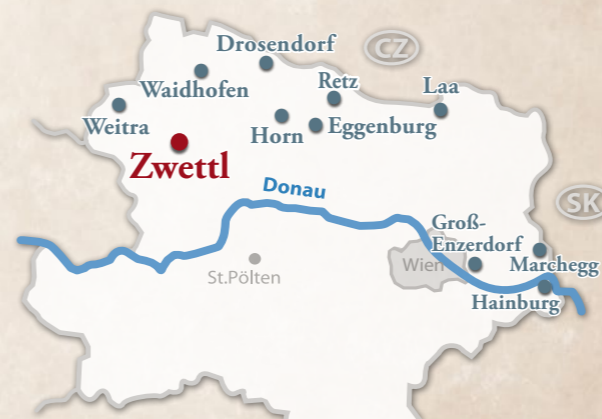 Drosendorf
CZ
Waidhofen
Retz
Laa
Weitra
Horn
Eggenburg
Zwettl
Donau
Groß-
Enzerdorf
SK
Wien
Marchegg
St.Pölten
Hainburg